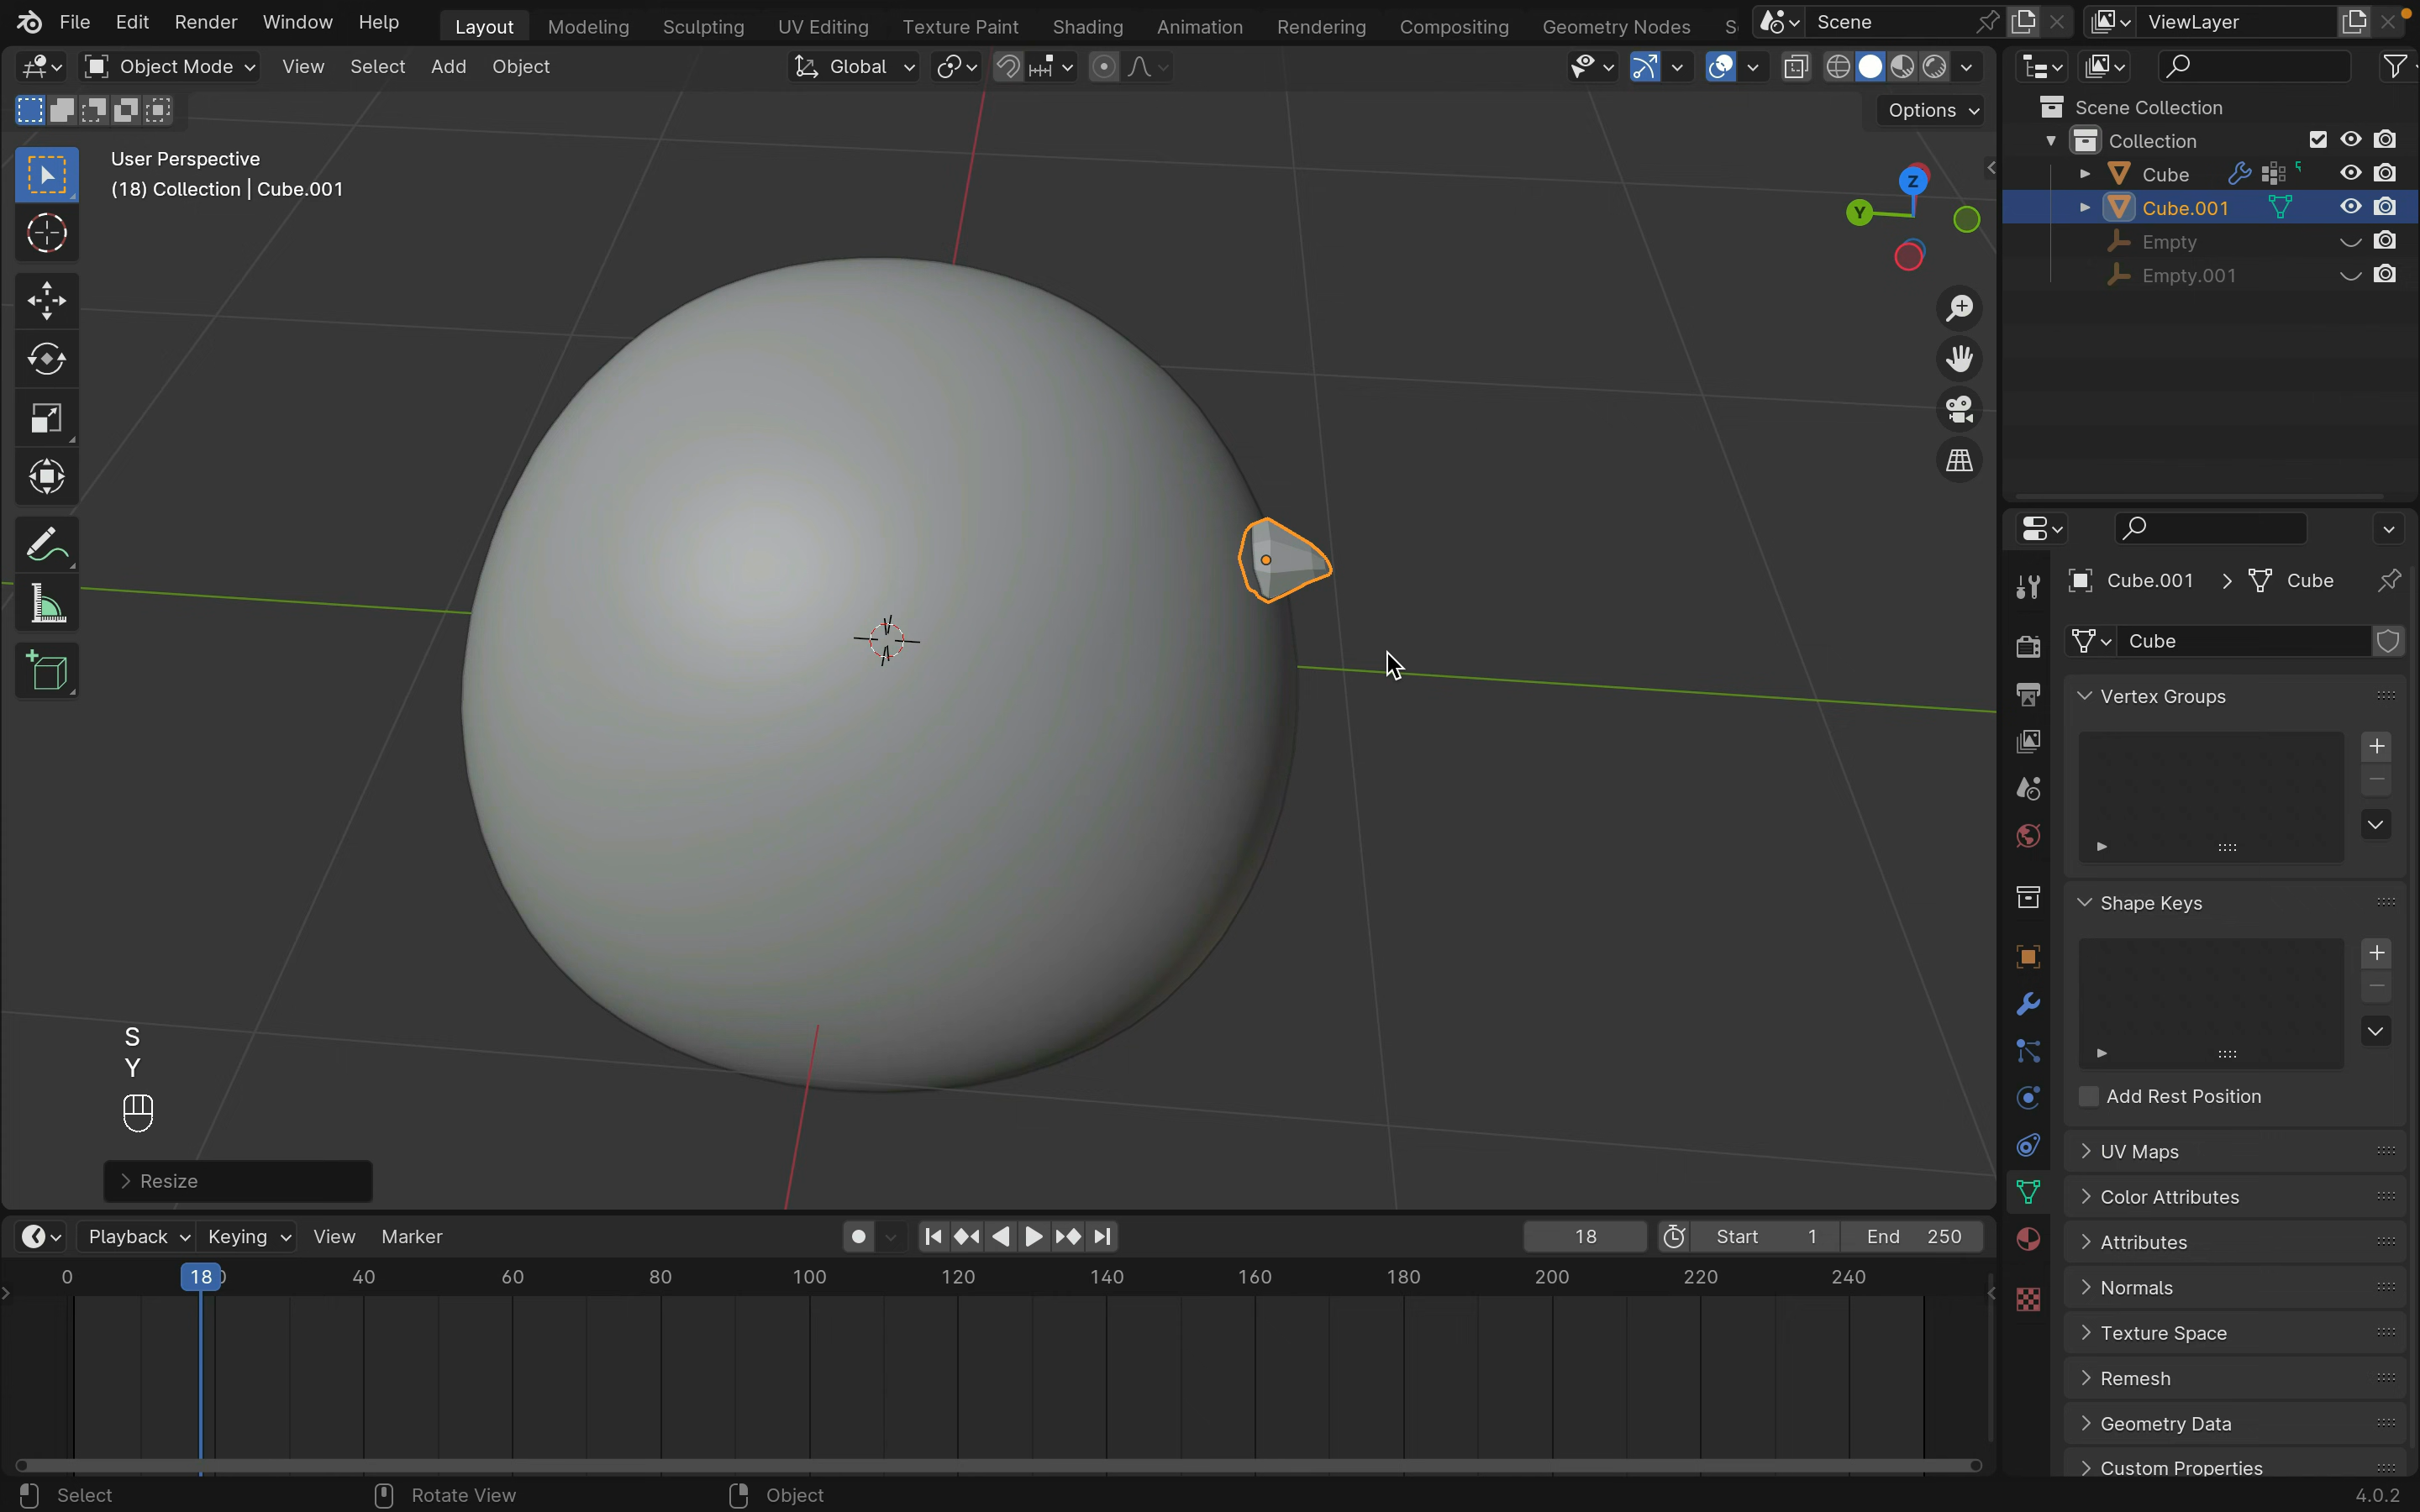 File Edit Render Window Help Layout Modeling Sculpting UV Editing Texture Paint Shading Animation Rendering Compositing Geometry Nodes Scene ViewLayer
Object Mode View Select Add Object Global
Options
User Perspective
(18) Collection | Cube.001
Z
Y
Scene Collection
Collection
Cube
Cube.001
Empty
Empty.001
Cube.001 Cube
Cube
Vertex Groups
Shape Keys
Add Rest Position
UV Maps
Color Attributes
Attributes
Normals
Texture Space
Remesh
Geometry Data
Custom Properties
S
Y
Resize
Playback Keying View Marker 18 Start 1 End 250
0 18 40 60 80 100 120 140 160 180 200 220 240
Select Rotate View Object 4.0.2